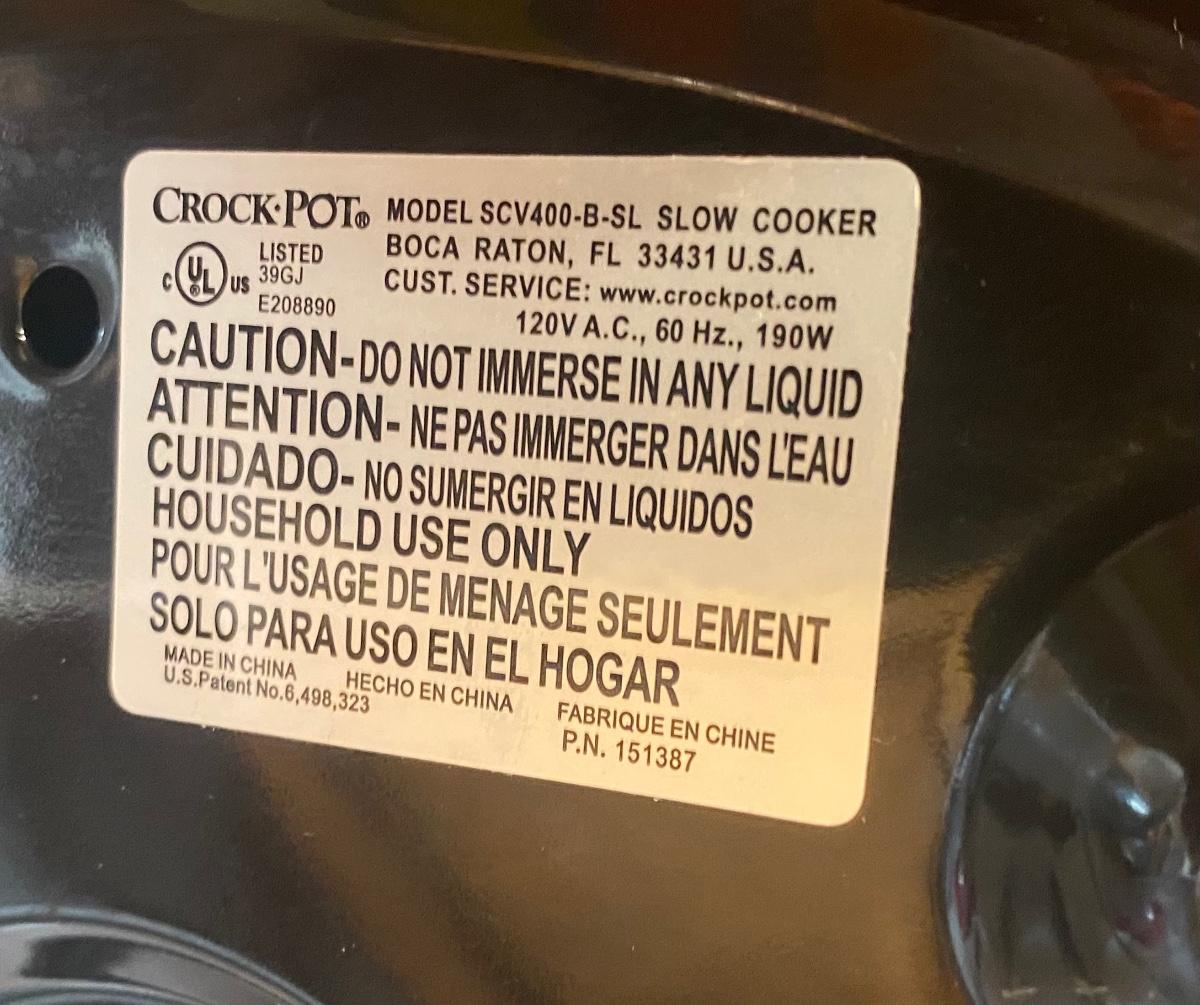 CROCK·POT® MODEL SCV400-B-SL SLOW COOKER
BOCA RATON, FL 33431 U.S.A.
CUST. SERVICE: www.crockpot.com
120V A.C., 60 Hz., 190W
C UL ® US LISTED
39GJ
E208890
CAUTION-DO NOT IMMERSE IN ANY LIQUID
ATTENTION- NE PAS IMMERGER DANS L'EAU
CUIDADO- NO SUMERGIR EN LIQUIDOS
HOUSEHOLD USE ONLY
POUR L'USAGE DE MENAGE SEULEMENT
SOLO PARA USO EN EL HOGAR
MADE IN CHINA HECHO EN CHINA FABRIQUE EN CHINE
U.S.Patent No.6,498,323 P.N. 151387